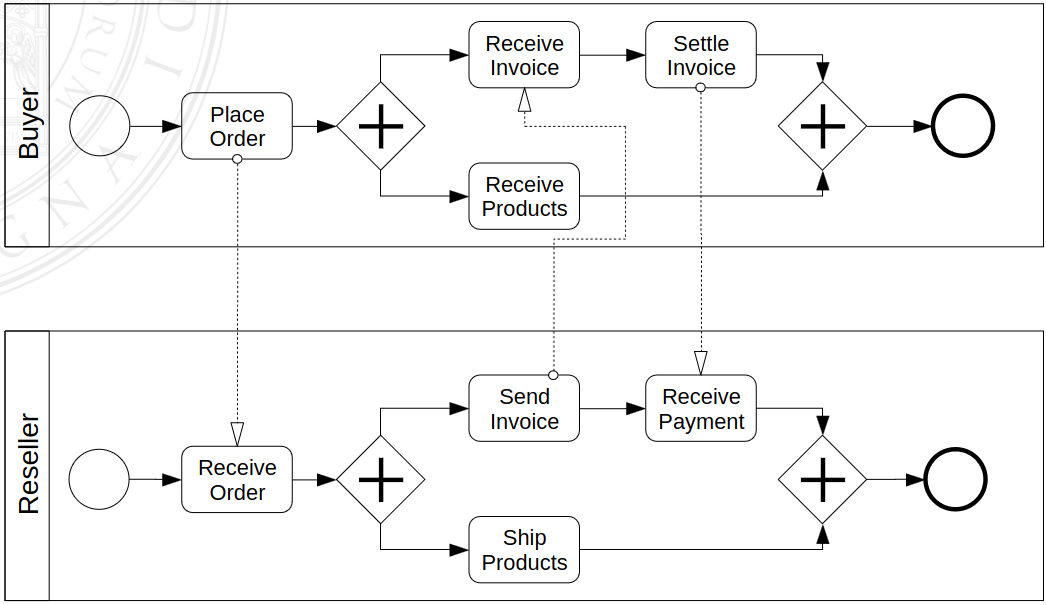 Buyer
Place
Order
Receive
Invoice
Settle
Invoice
Receive
Products
Reseller
Receive
Order
Send
Invoice
Receive
Payment
Ship
Products